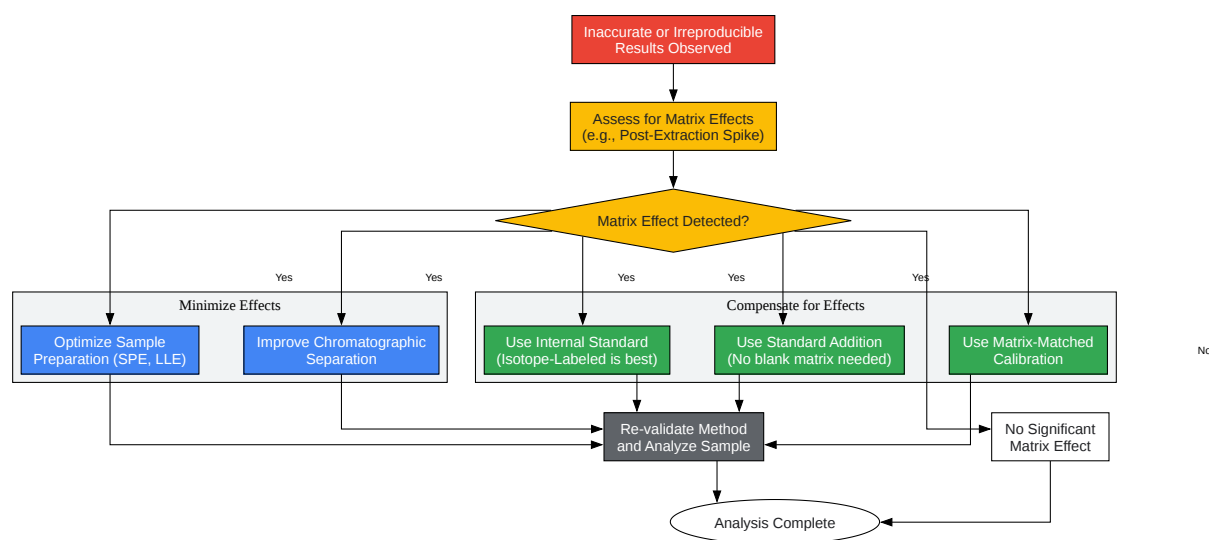 Inaccurate or Irreproducible
Results Observed
Assess for Matrix Effects
(e.g., Post-Extraction Spike)
Matrix Effect Detected?
Yes
Yes
Yes
Yes
Yes
Minimize Effects
Compensate for Effects
Optimize Sample
Preparation (SPE, LLE)
Improve Chromatographic
Separation
Use Internal Standard
(Isotope-Labeled is best)
Use Standard Addition
(No blank matrix needed)
Use Matrix-Matched
Calibration
No
Re-validate Method
and Analyze Sample
No Significant
Matrix Effect
Analysis Complete